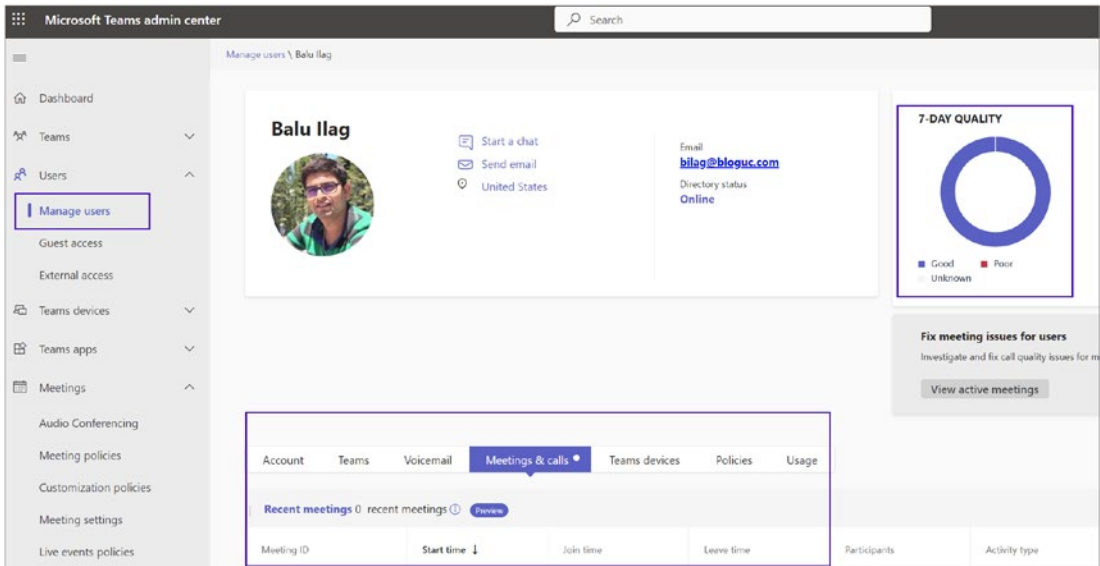 Microsoft Teams admin center
Search
Manage users \ Balu Ilag
Dashboard
Teams
Users
Manage users
Guest access
External access
Teams devices
Teams apps
Meetings
Audio Conferencing
Meeting policies
Customization policies
Meeting settings
Live events policies
Balu Ilag
Start a chat
Send email
United States
Email
bilag@bloguc.com
Directory status
Online
7-DAY QUALITY
Good Poor
Unknown
Fix meeting issues for users
Investigate and fix call quality issues for m
View active meetings
Account Teams Voicemail Meetings & calls Teams devices Policies Usage
Recent meetings 0 recent meetings Preview
Meeting ID Start time ↓ Join time Leave time Participants Activity type